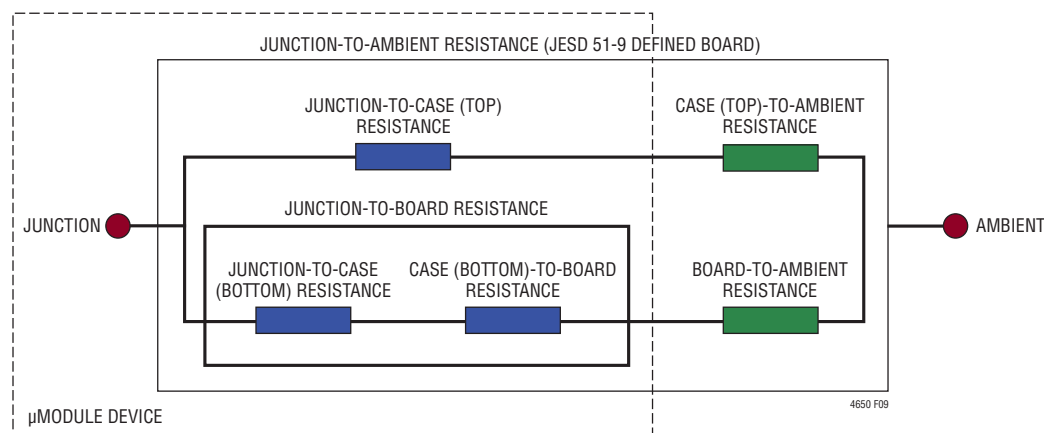 JUNCTION-TO-AMBIENT RESISTANCE (JESD 51-9 DEFINED BOARD)
JUNCTION-TO-CASE (TOP)
RESISTANCE
CASE (TOP)-TO-AMBIENT
RESISTANCE
JUNCTION
JUNCTION-TO-BOARD RESISTANCE
AMBIENT
JUNCTION-TO-CASE
(BOTTOM) RESISTANCE
CASE (BOTTOM)-TO-BOARD
RESISTANCE
BOARD-TO-AMBIENT
RESISTANCE
4650 F09
µMODULE DEVICE